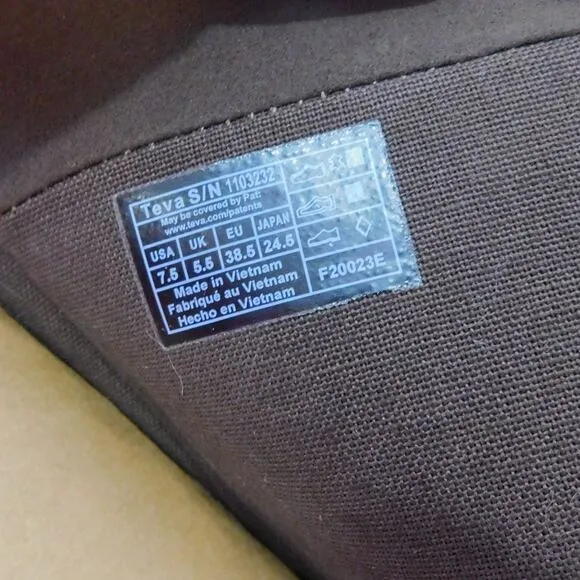 Teva S/N 1103232
May be covered by Pat:
www.teva.com/patents
USA UK EU JAPAN
7.5 5.5 38.5 24.5
Made in Vietnam
Fabriqué au Vietnam
Hecho en Vietnam
F20023E